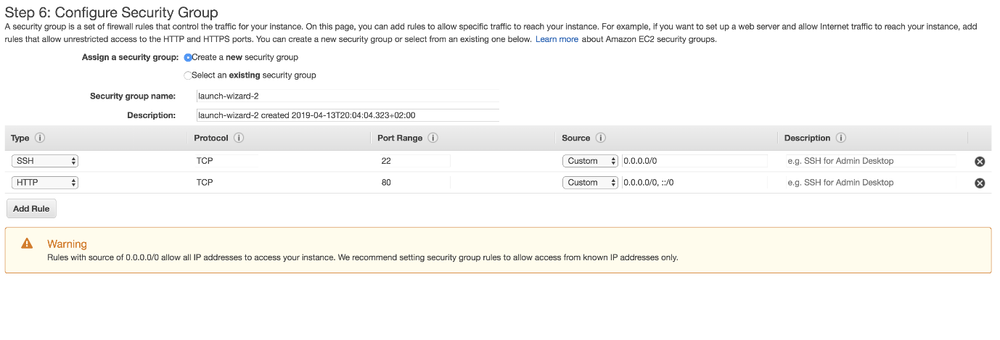 Step 6: Configure Security Group
A security group is a set of firewall rules that control the traffic for your instance. On this page, you can add rules to allow specific traffic to reach your instance. For example, if you want to set up a web server and allow Internet traffic to reach your instance, add
rules that allow unrestricted access to the HTTP and HTTPS ports. You can create a new security group or select from an existing one below. Learn more about Amazon EC2 security groups.
Assign a security group: Create a new security group
Select an existing security group
Security group name: launch-wizard-2
Description: launch-wizard-2 created 2019-04-13T20:04:04.323+02:00
Type i Protocol i Port Range i Source i Description i
SSH TCP 22 Custom 0.0.0.0/0 e.g. SSH for Admin Desktop
HTTP TCP 80 Custom 0.0.0.0/0, ::/0 e.g. SSH for Admin Desktop
Add Rule
Warning
Rules with source of 0.0.0.0/0 allow all IP addresses to access your instance. We recommend setting security group rules to allow access from known IP addresses only.